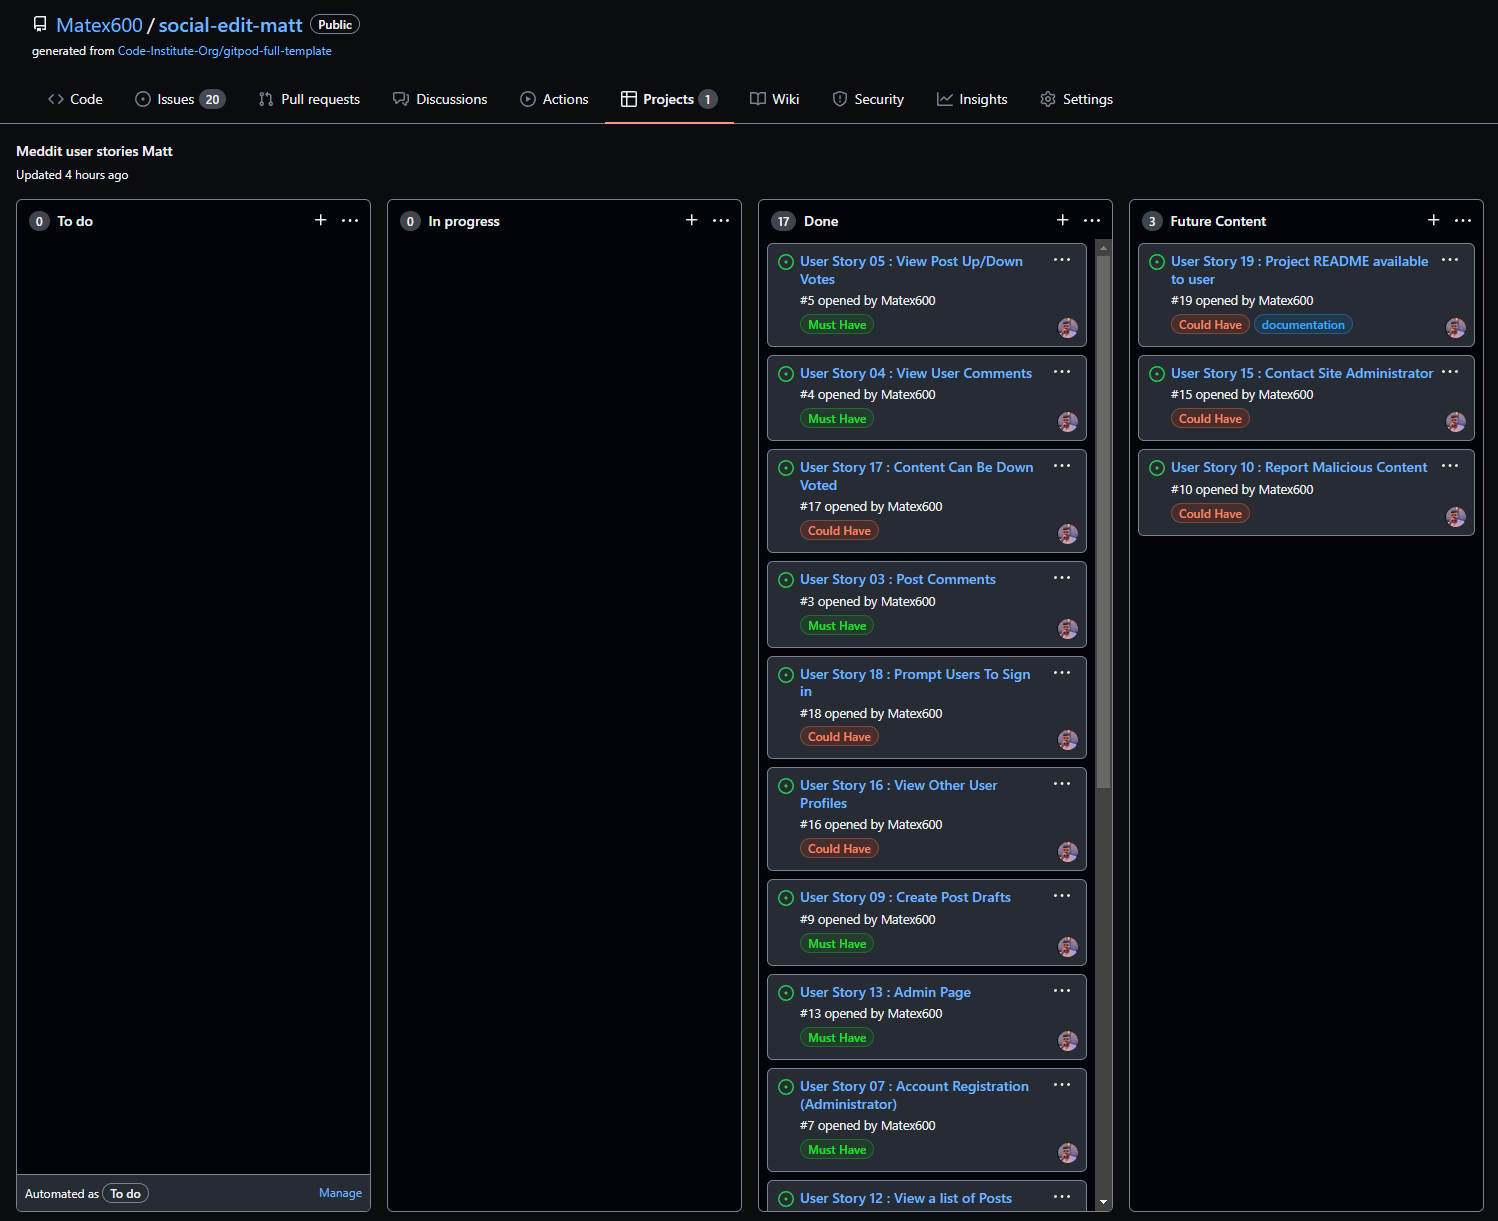 Matex600 / social-edit-matt Public
generated from Code-Institute-Org/gitpod-full-template
Code Issues 20 Pull requests Discussions Actions Projects 1 Wiki Security Insights Settings
Meddit user stories Matt
Updated 4 hours ago
0 To do
Automated as To do Manage
0 In progress
17 Done
User Story 05 : View Post Up/Down
Votes
#5 opened by Matex600
Must Have
User Story 04 : View User Comments
#4 opened by Matex600
Must Have
User Story 17 : Content Can Be Down
Voted
#17 opened by Matex600
Could Have
User Story 03 : Post Comments
#3 opened by Matex600
Must Have
User Story 18 : Prompt Users To Sign
in
#18 opened by Matex600
Could Have
User Story 16 : View Other User
Profiles
#16 opened by Matex600
Could Have
User Story 09 : Create Post Drafts
#9 opened by Matex600
Must Have
User Story 13 : Admin Page
#13 opened by Matex600
Must Have
User Story 07 : Account Registration
(Administrator)
#7 opened by Matex600
Must Have
User Story 12 : View a list of Posts
3 Future Content
User Story 19 : Project README available
to user
#19 opened by Matex600
Could Have documentation
User Story 15 : Contact Site Administrator
#15 opened by Matex600
Could Have
User Story 10 : Report Malicious Content
#10 opened by Matex600
Could Have